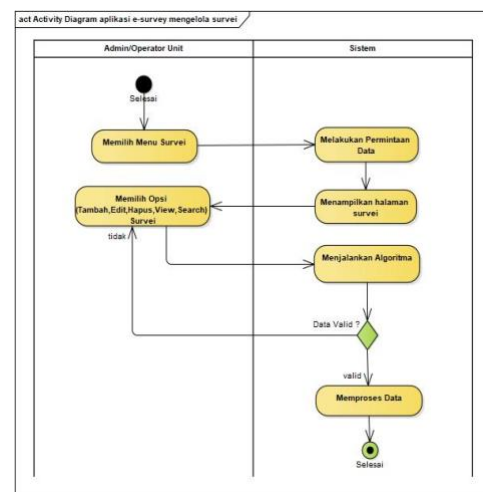 act Activity Diagram aplikasi e-survey mengelola survei
Admin/Operator Unit
Sistem
Selesai
Memilih Menu Survei
Melakukan Permintaan
Data
Memilih Opsi
(Tambah,Edit,Hapus,View,Search)
Survei
Menampilkan halaman
survei
tidak
Menjalankan Algoritma
Data Valid ?
valid
Memproses Data
Selesai